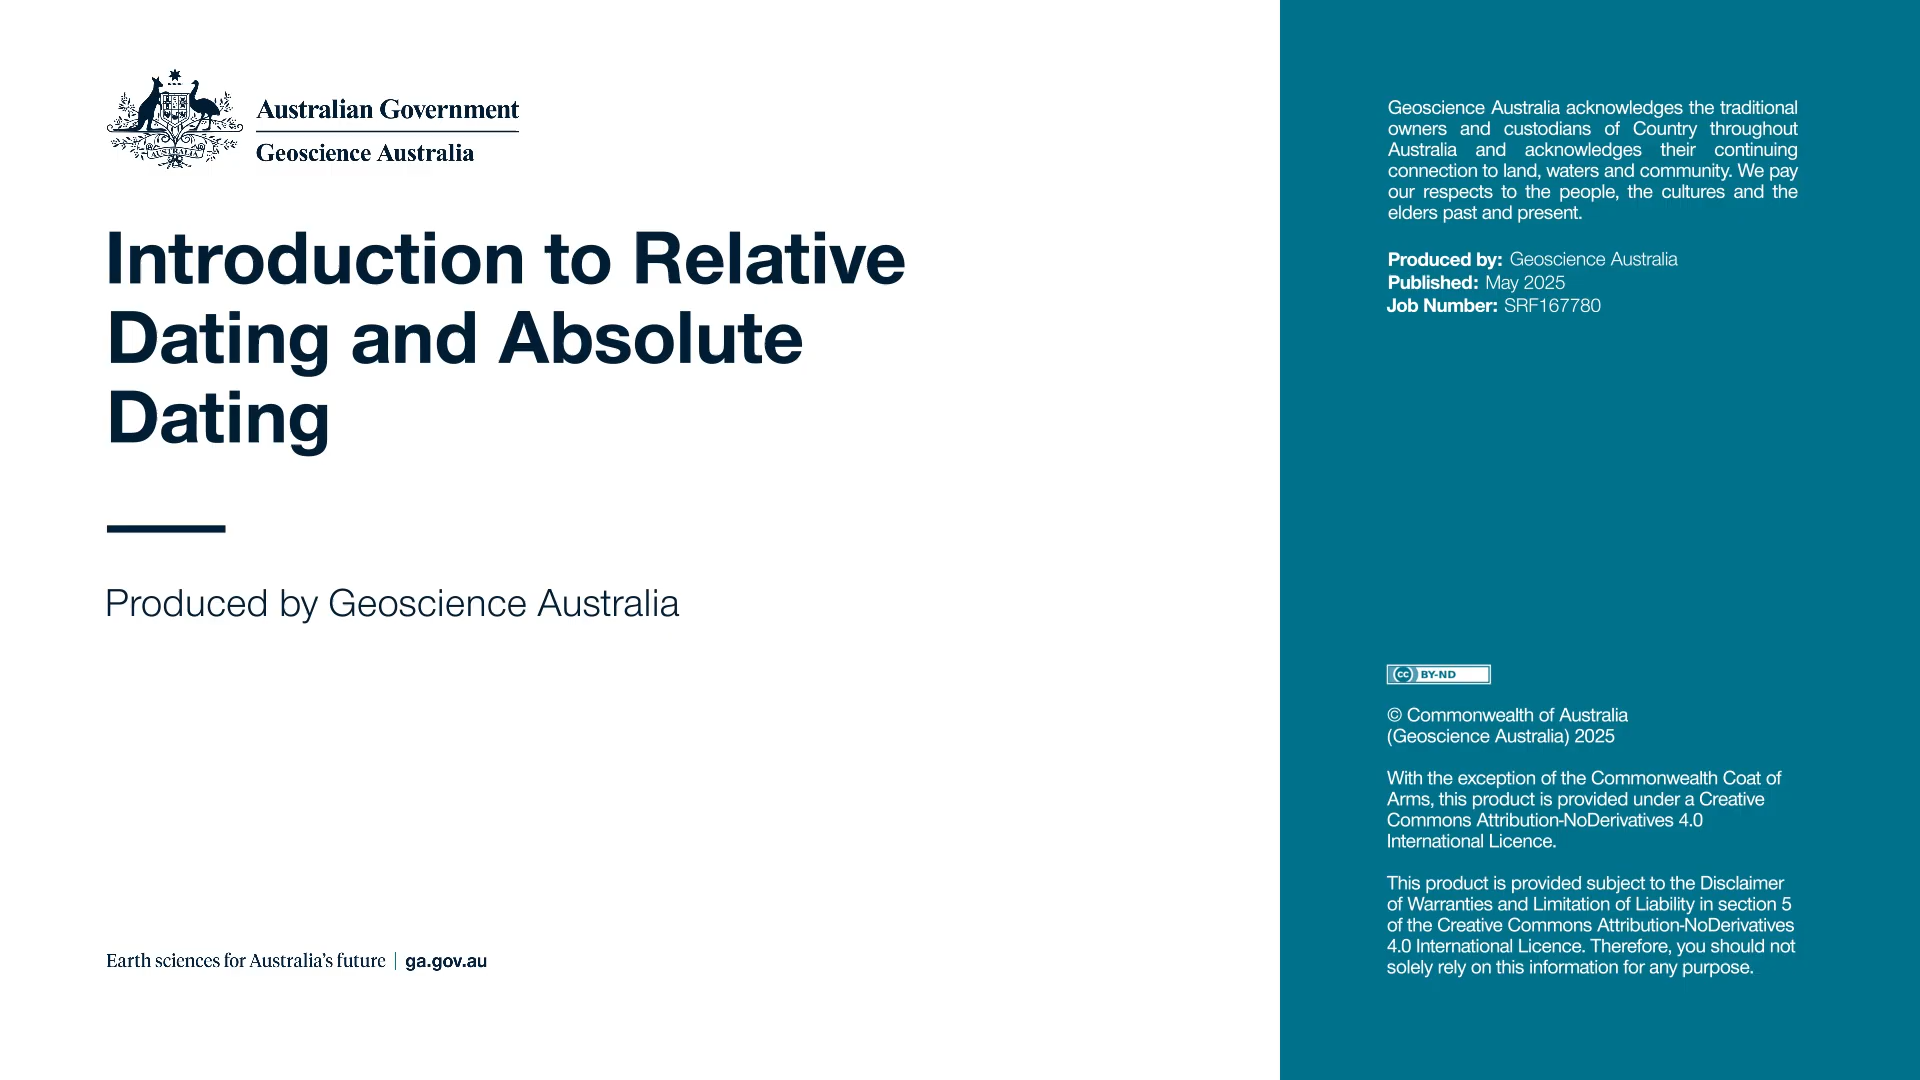 Australian Government
Geoscience Australia
AUSTRALIA
Introduction to Relative
Dating and Absolute
Dating
Produced by Geoscience Australia
Earth sciences for Australia's future | ga.gov.au
Geoscience Australia acknowledges the traditional
owners and custodians of Country throughout
Australia and acknowledges their continuing
connection to land, waters and community. We pay
our respects to the people, the cultures and the
elders past and present.
Produced by: Geoscience Australia
Published: May 2025
Job Number: SRF167780
cc BY-ND
© Commonwealth of Australia
(Geoscience Australia) 2025
With the exception of the Commonwealth Coat of
Arms, this product is provided under a Creative
Commons Attribution-NoDerivatives 4.0
International Licence.
This product is provided subject to the Disclaimer
of Warranties and Limitation of Liability in section 5
of the Creative Commons Attribution-NoDerivatives
4.0 International Licence. Therefore, you should not
solely rely on this information for any purpose.